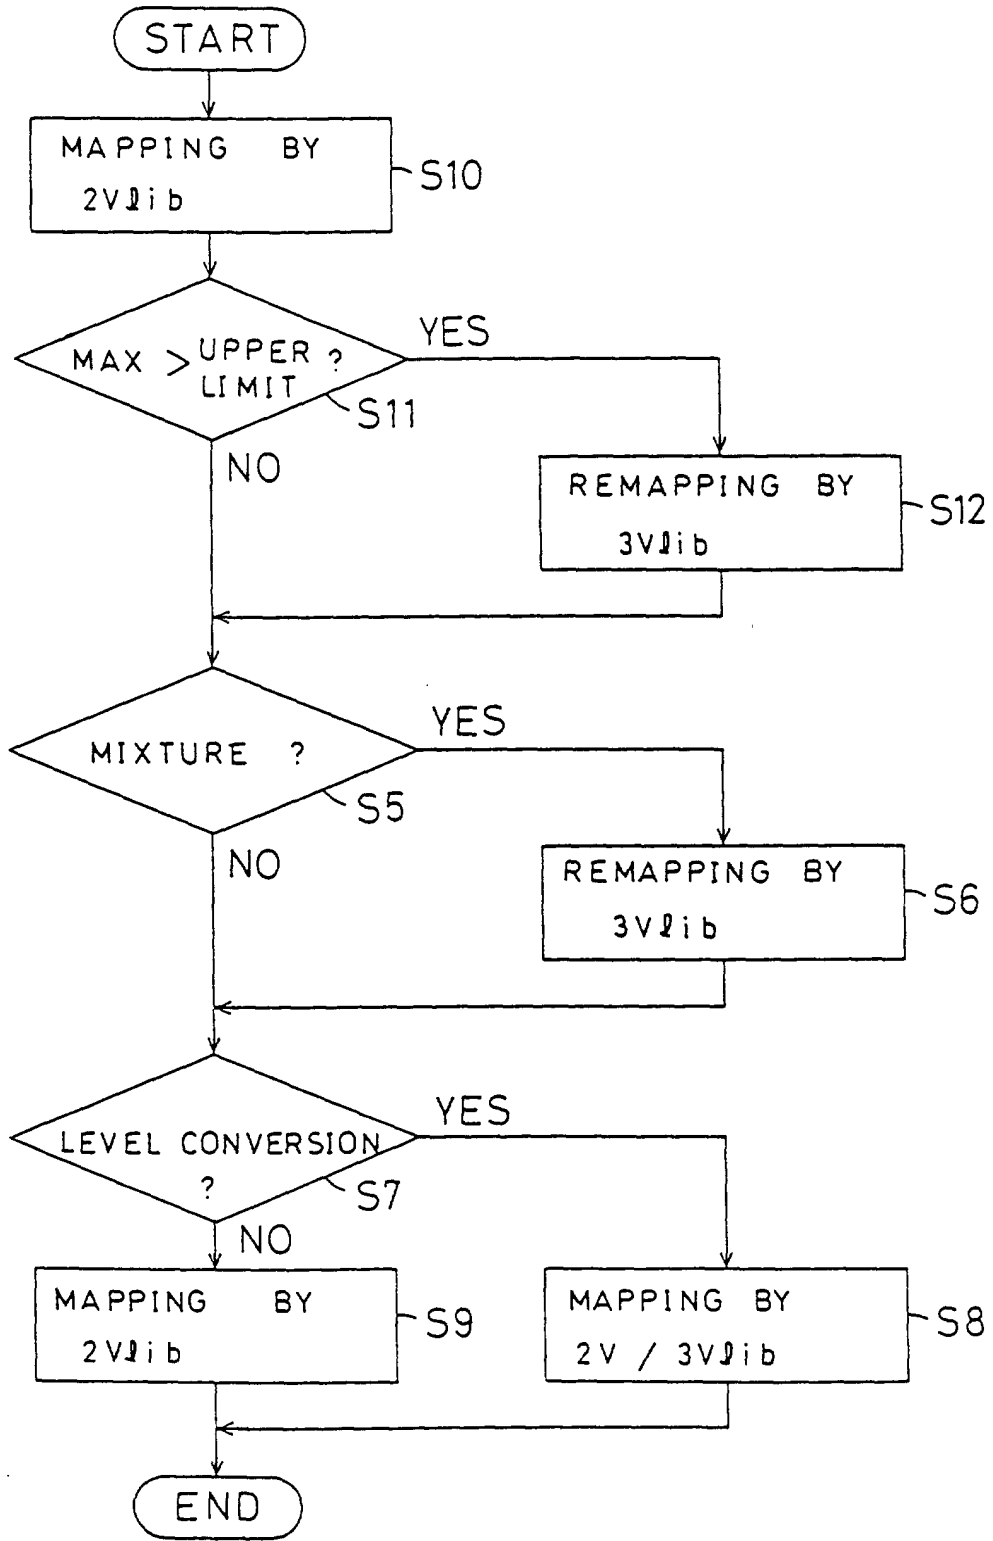 START
MAPPING BY
2Vlib
S10
MAX > UPPER LIMIT ?
YES
S11
NO
REMAPPING BY
3Vlib
S12
MIXTURE ?
YES
S5
NO
REMAPPING BY
3Vlib
S6
LEVEL CONVERSION
?
YES
S7
NO
MAPPING BY
2Vlib
S9
MAPPING BY
2V / 3Vlib
S8
END